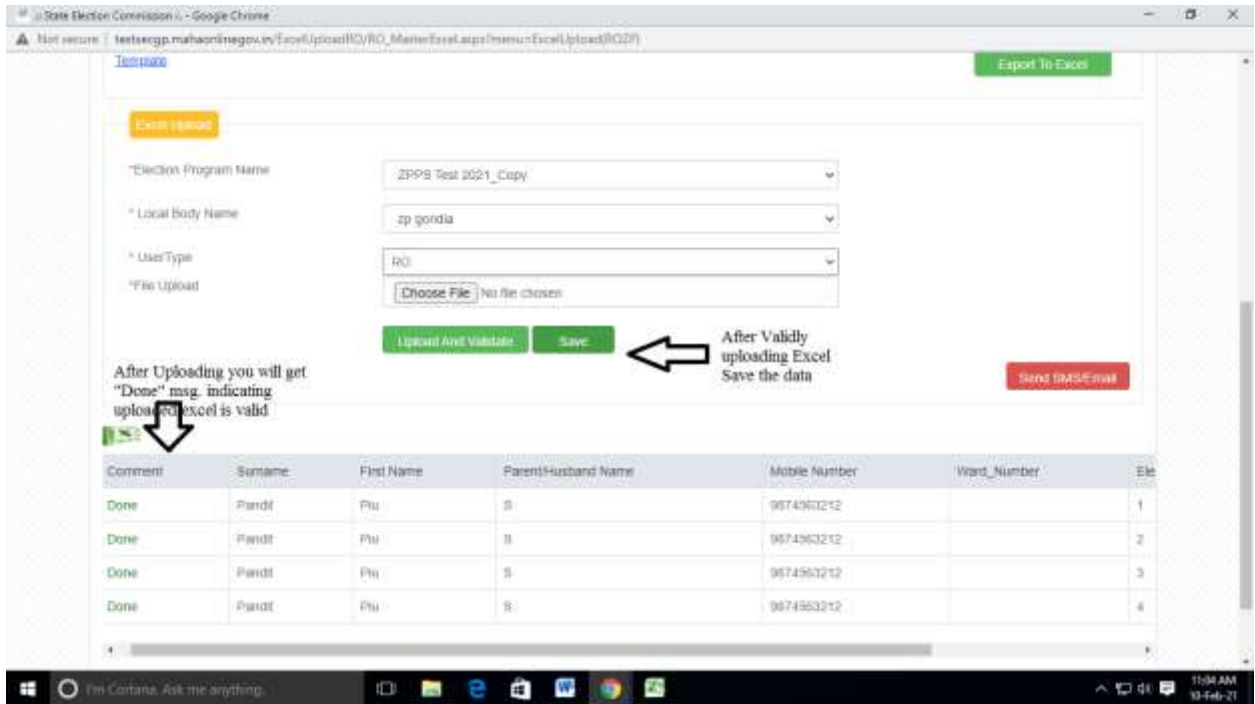 State Election Commission :. - Google Chrome
Not secure | testsecgp.mahaonlinegov.in/ExcelUploadRO/RO_MasterExcel.aspx?menu=ExcelUpload(ROZP)
Template
Export To Excel
Excel Upload
*Election Program Name
ZPPS Test 2021_Copy
* Local Body Name
zp gondia
* UserType
RO
*File Upload
Choose File No file chosen
Upload And Validate Save
After Validly
uploading Excel
Save the data
After Uploading you will get
"Done" msg. indicating
uploaded excel is valid
Send SMS/Email
Comment Surname First Name Parent/Husband Name Mobile Number Ward_Number Ele
Done Pandit Piu S 9874563212 1
Done Pandit Piu S 9874563212 2
Done Pandit Piu S 9874563212 3
Done Pandit Piu S 9874563212 4
I'm Cortana. Ask me anything.
11:04 AM
10-Feb-21